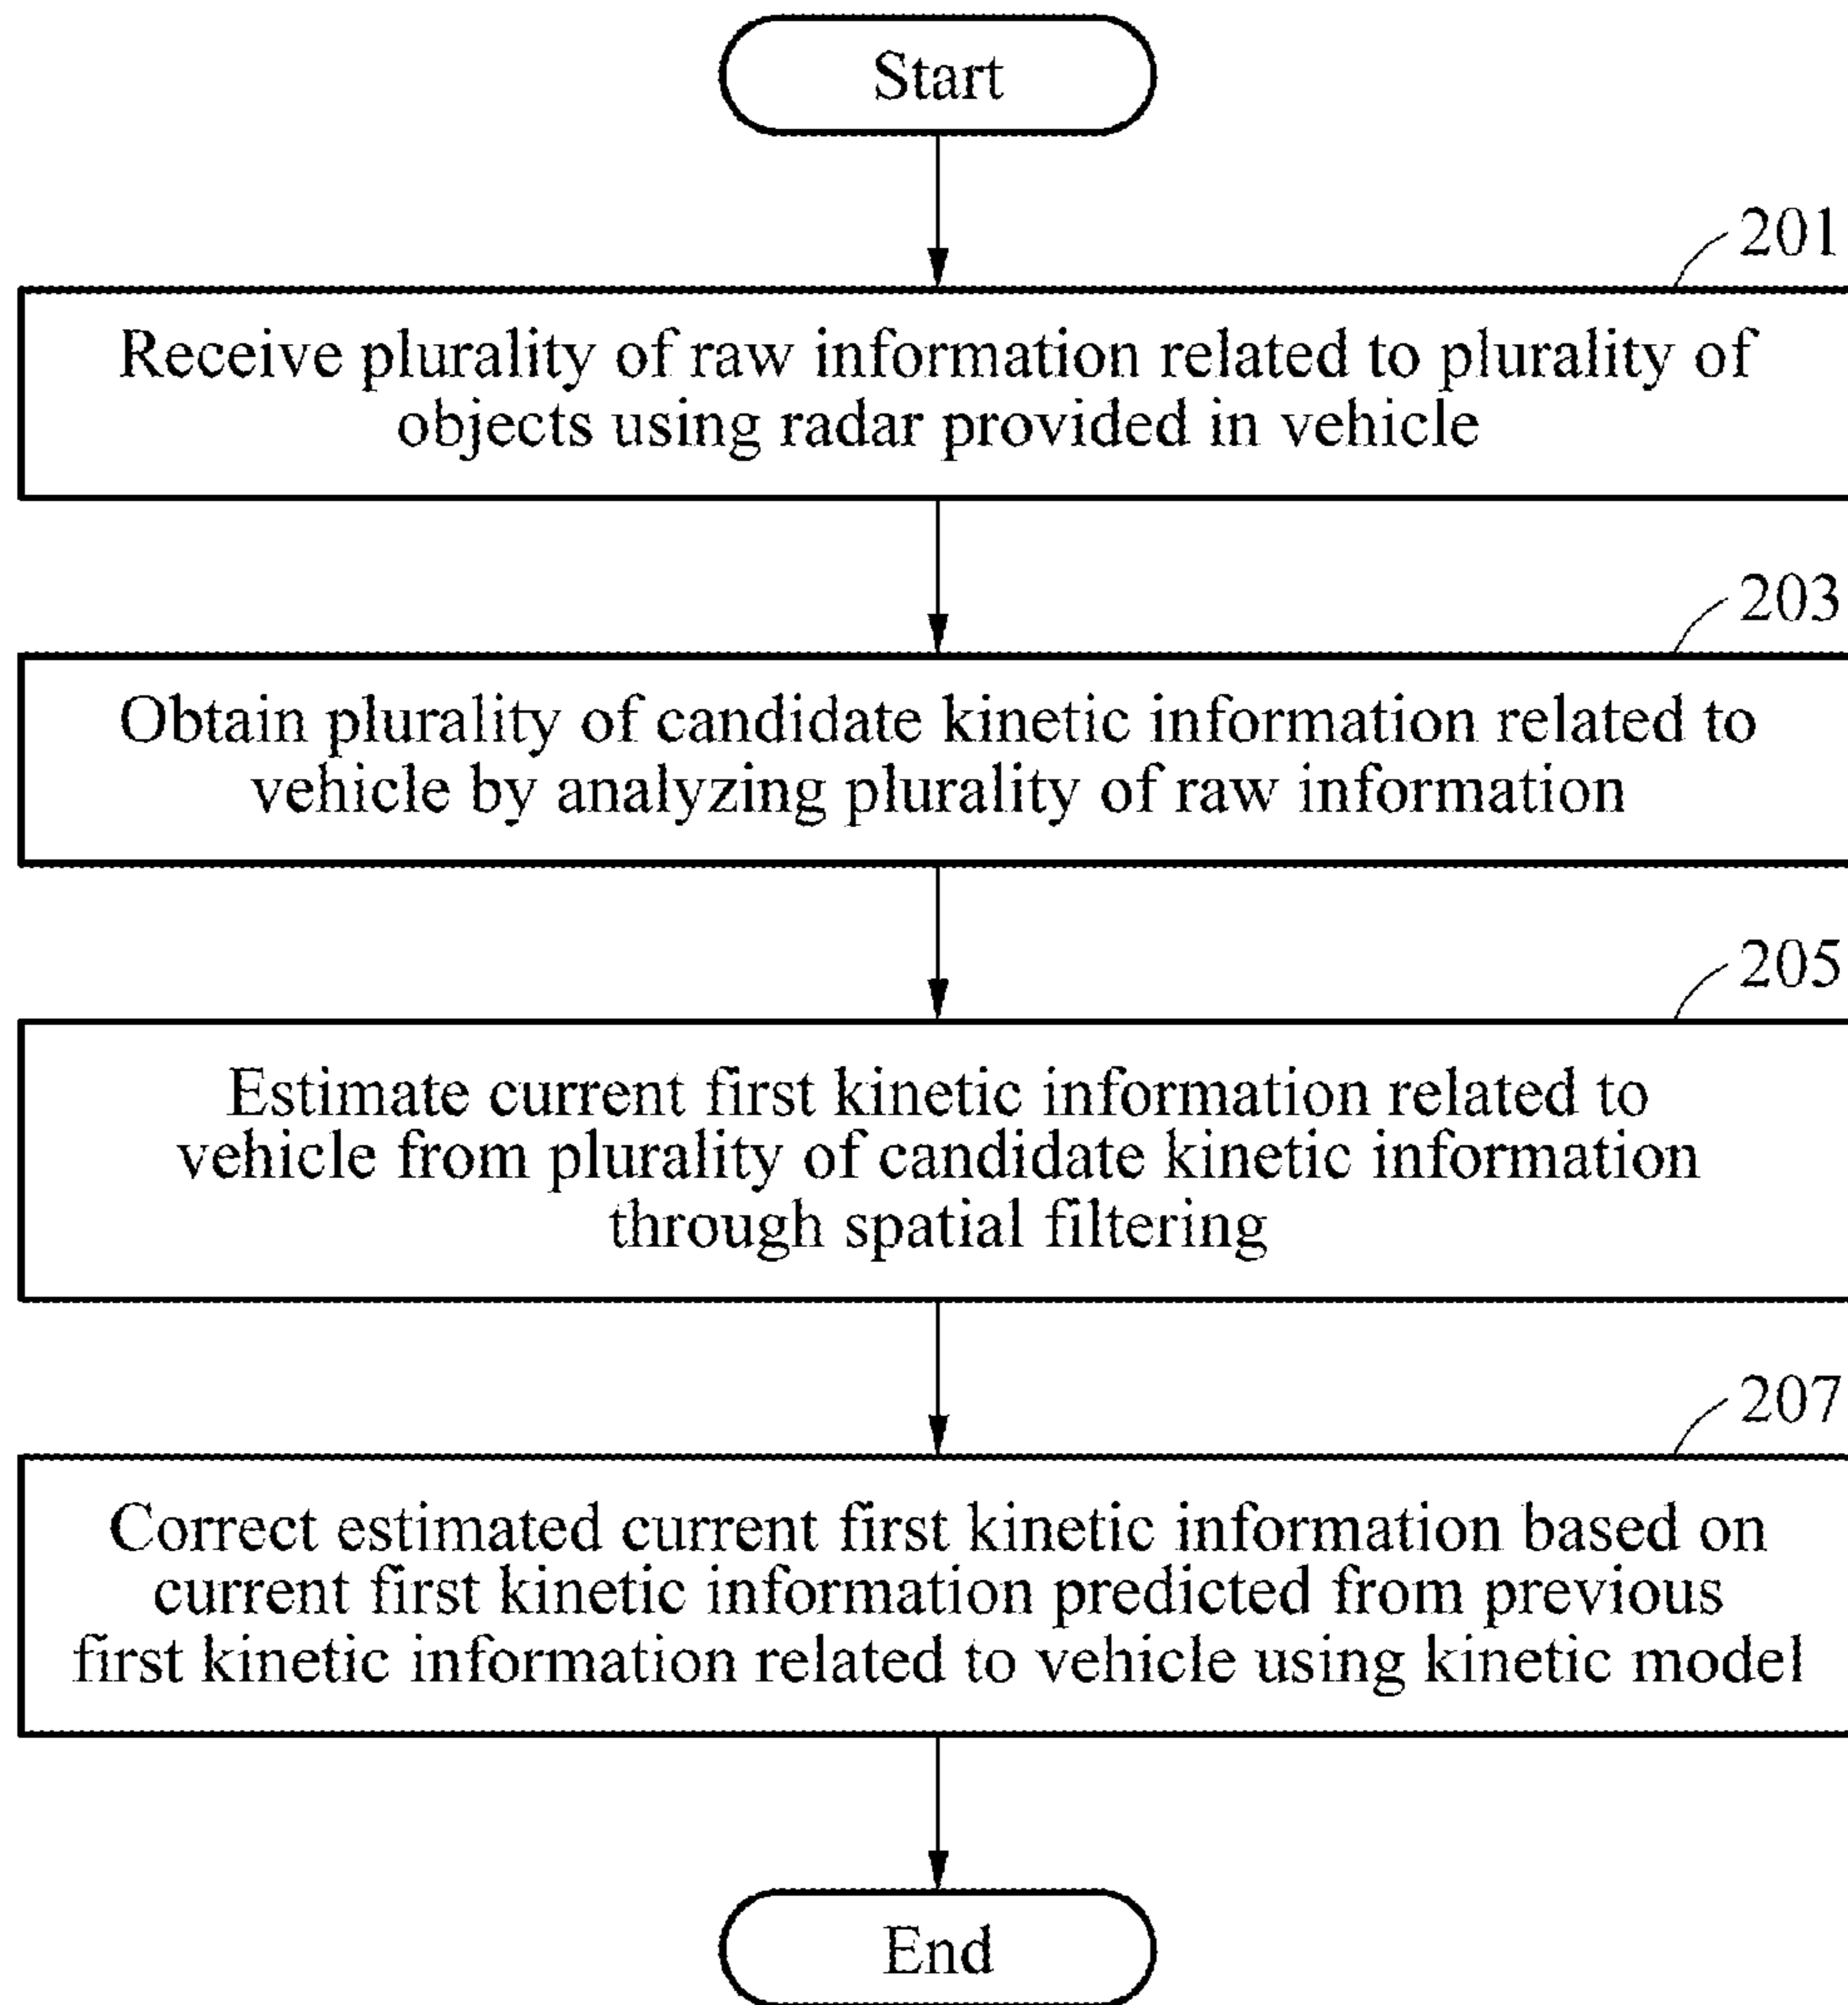 Start
201
Receive plurality of raw information related to plurality of
objects using radar provided in vehicle
203
Obtain plurality of candidate kinetic information related to
vehicle by analyzing plurality of raw information
205
Estimate current first kinetic information related to
vehicle from plurality of candidate kinetic information
through spatial filtering
207
Correct estimated current first kinetic information based on
current first kinetic information predicted from previous
first kinetic information related to vehicle using kinetic model
End